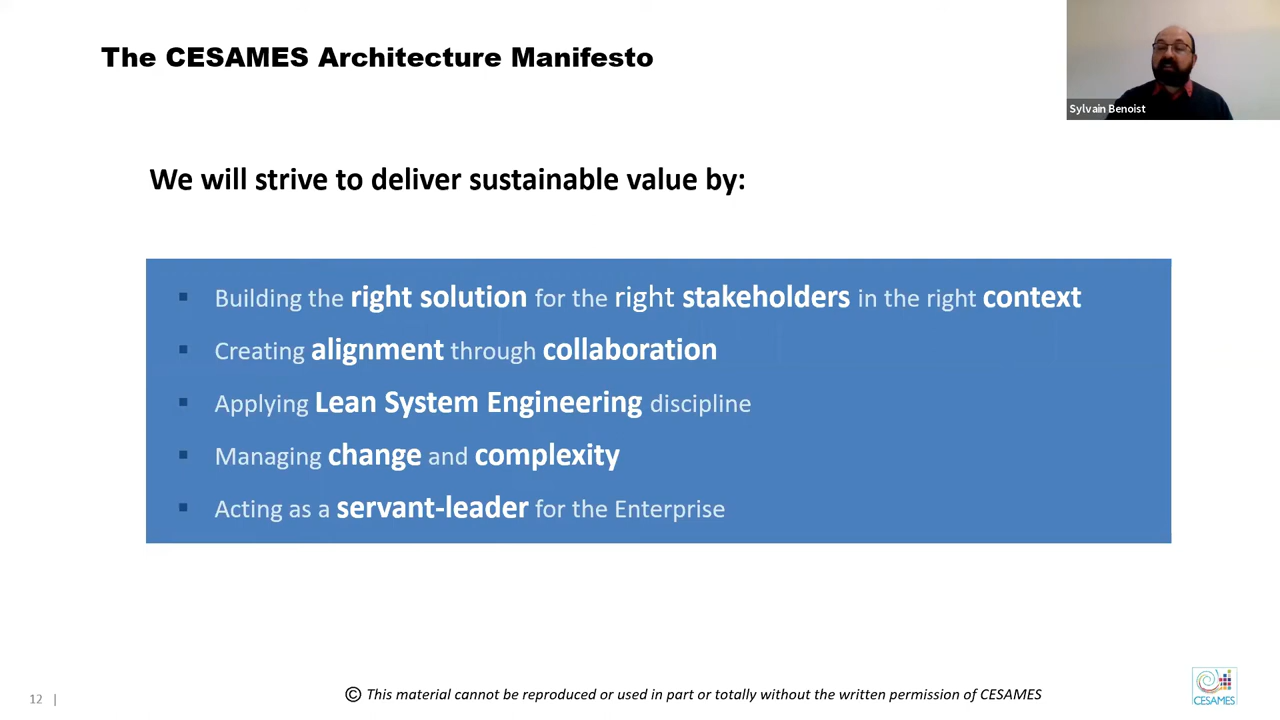 The CESAMES Architecture Manifesto
Sylvain Benoist
We will strive to deliver sustainable value by:
▪ Building the right solution for the right stakeholders in the right context
▪ Creating alignment through collaboration
▪ Applying Lean System Engineering discipline
▪ Managing change and complexity
▪ Acting as a servant-leader for the Enterprise
12 |
© This material cannot be reproduced or used in part or totally without the written permission of CESAMES
CESAMES